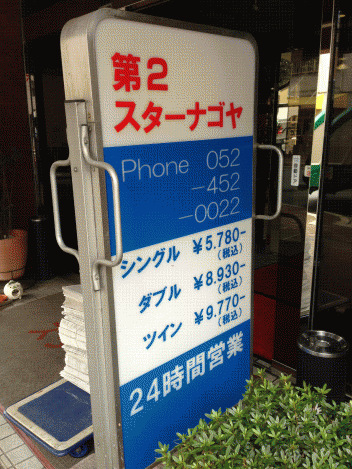 第2
スターナゴヤ
Phone 052
-452
-0022
シングル ¥5.780-
(税込)
ダブル ¥8.930-
(税込)
ツイン ¥9.770-
(税込)
24時間営業